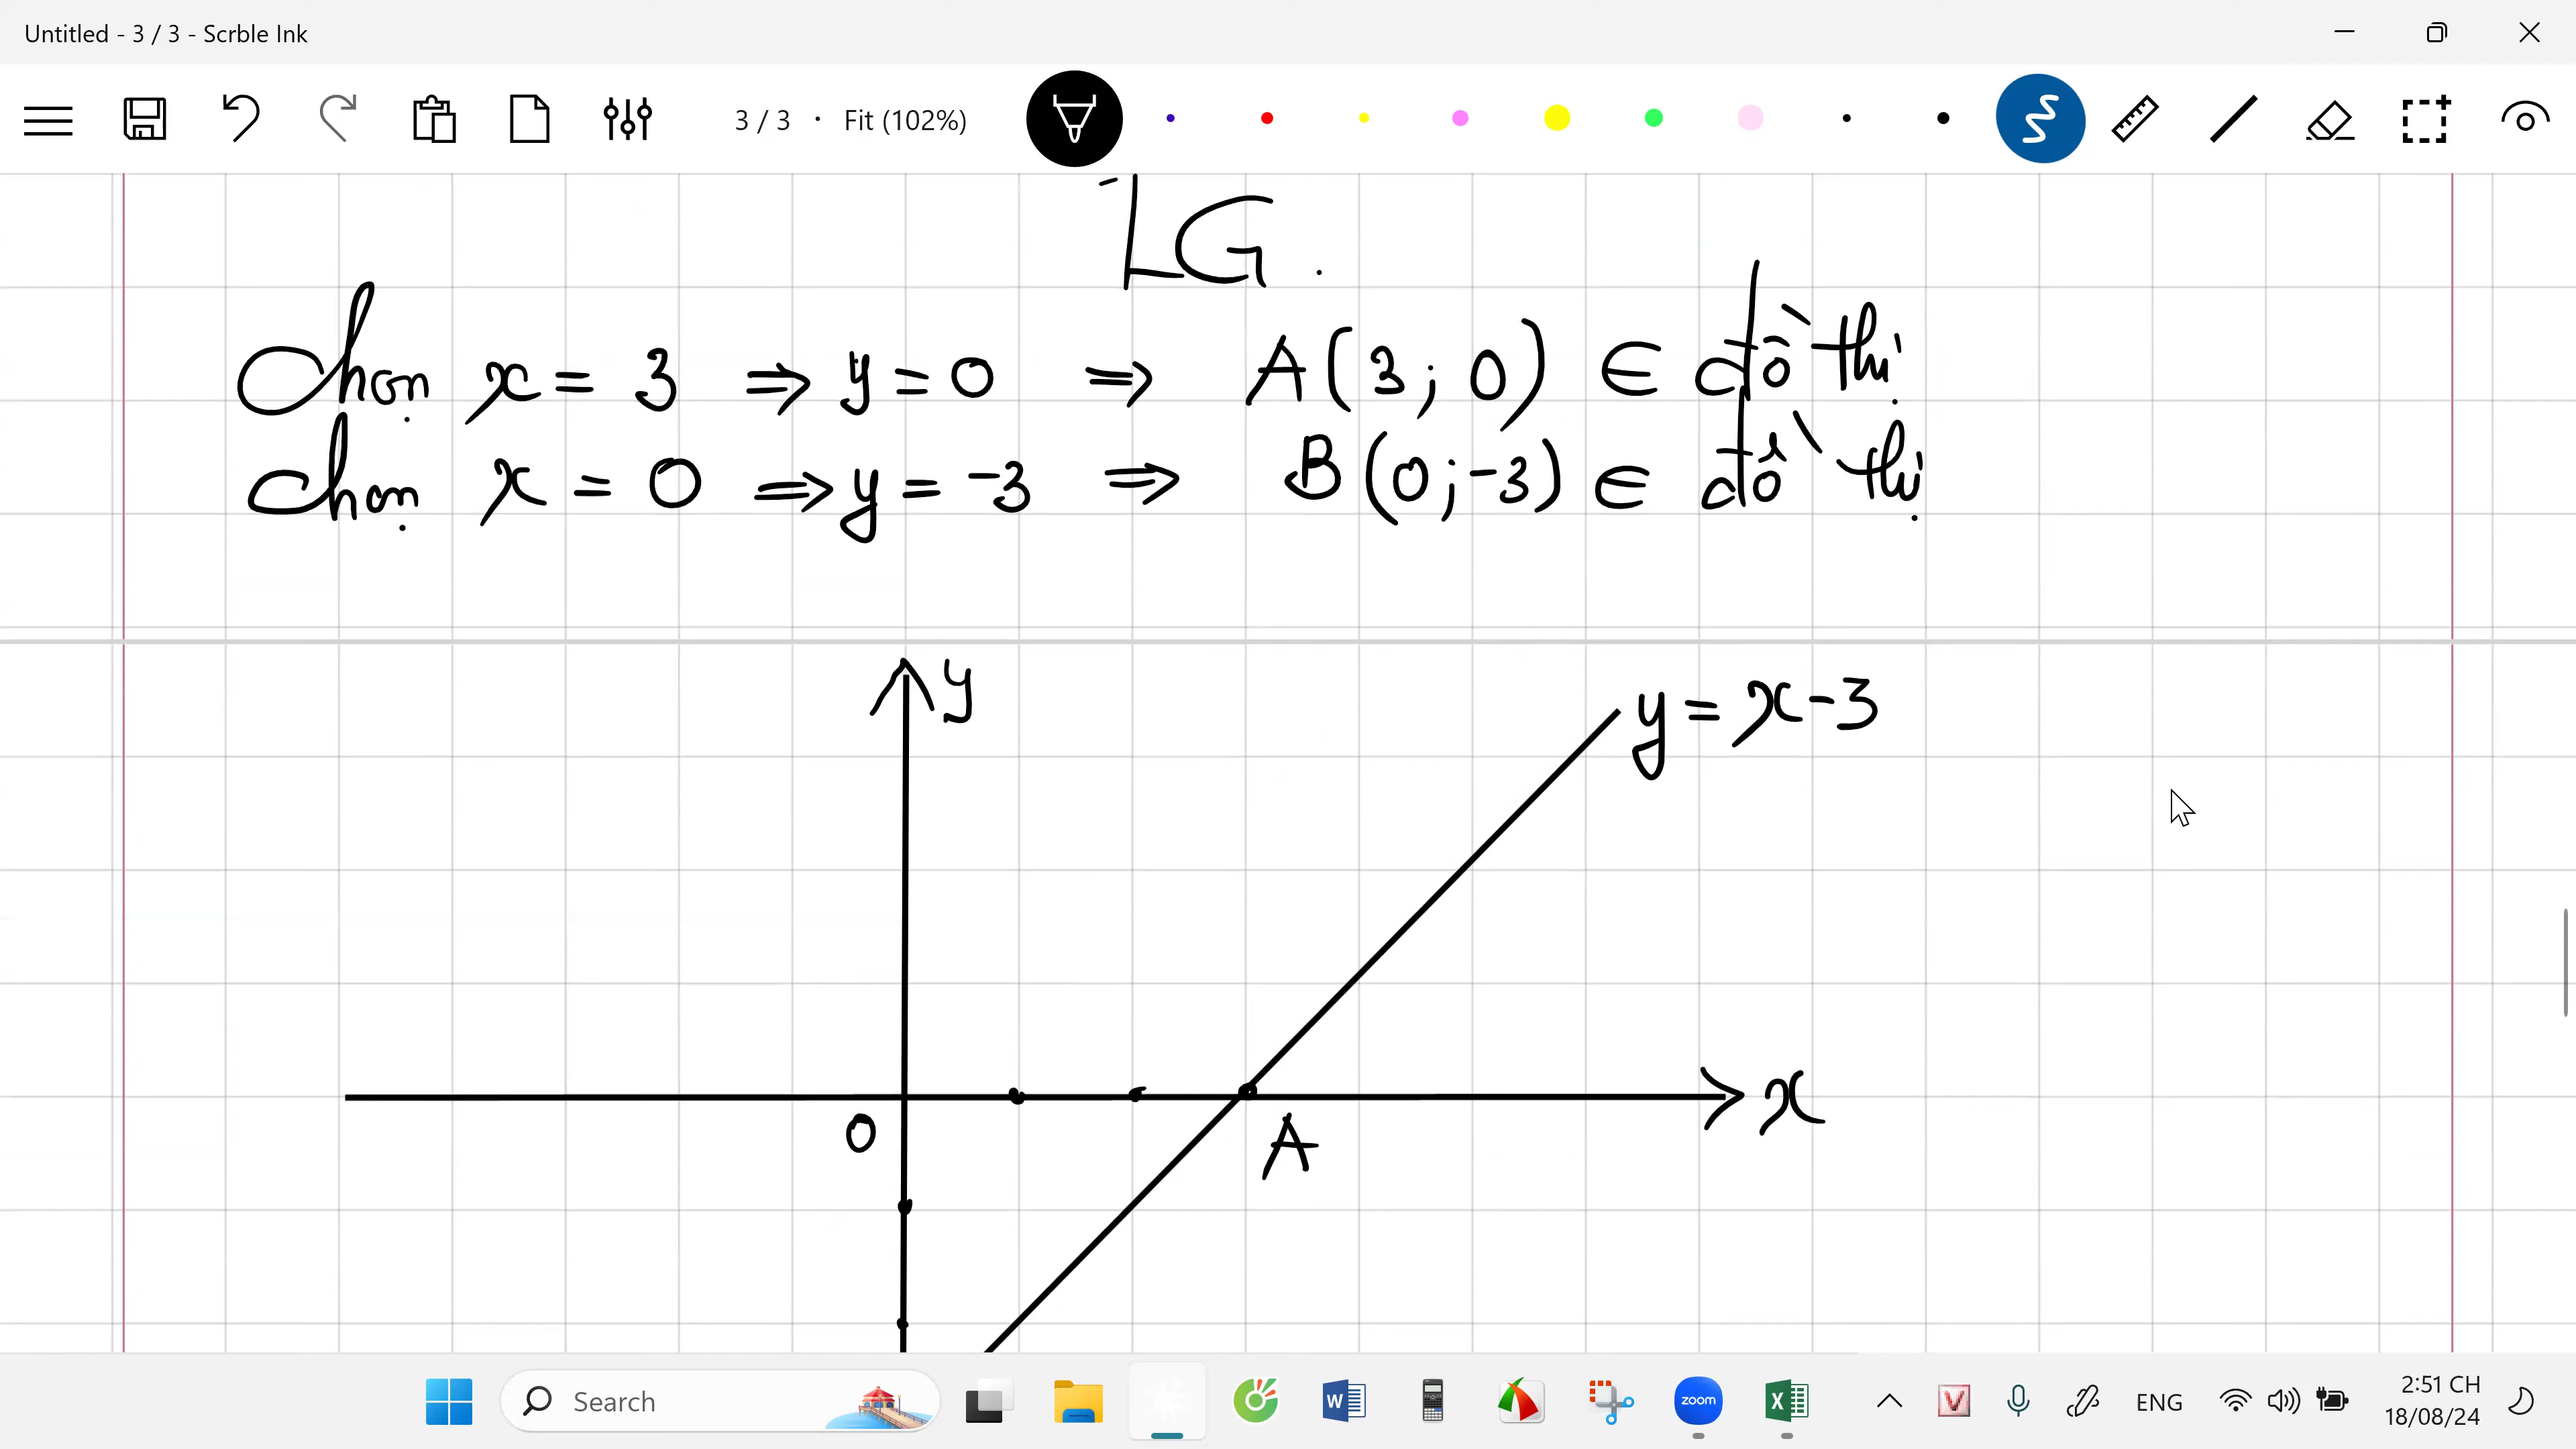 Untitled - 3 / 3 - Scrble Ink
3 / 3 · Fit (102%)
LG.
Chọn x = 3 ⇒ y = 0 ⇒ A(3; 0) ∈ đồ thị
Chọn x = 0 ⇒ y = -3 ⇒ B(0; -3) ∈ đồ thị
y
y = x - 3
O
A
x
Search
zoom
ENG
2:51 CH
18/08/24